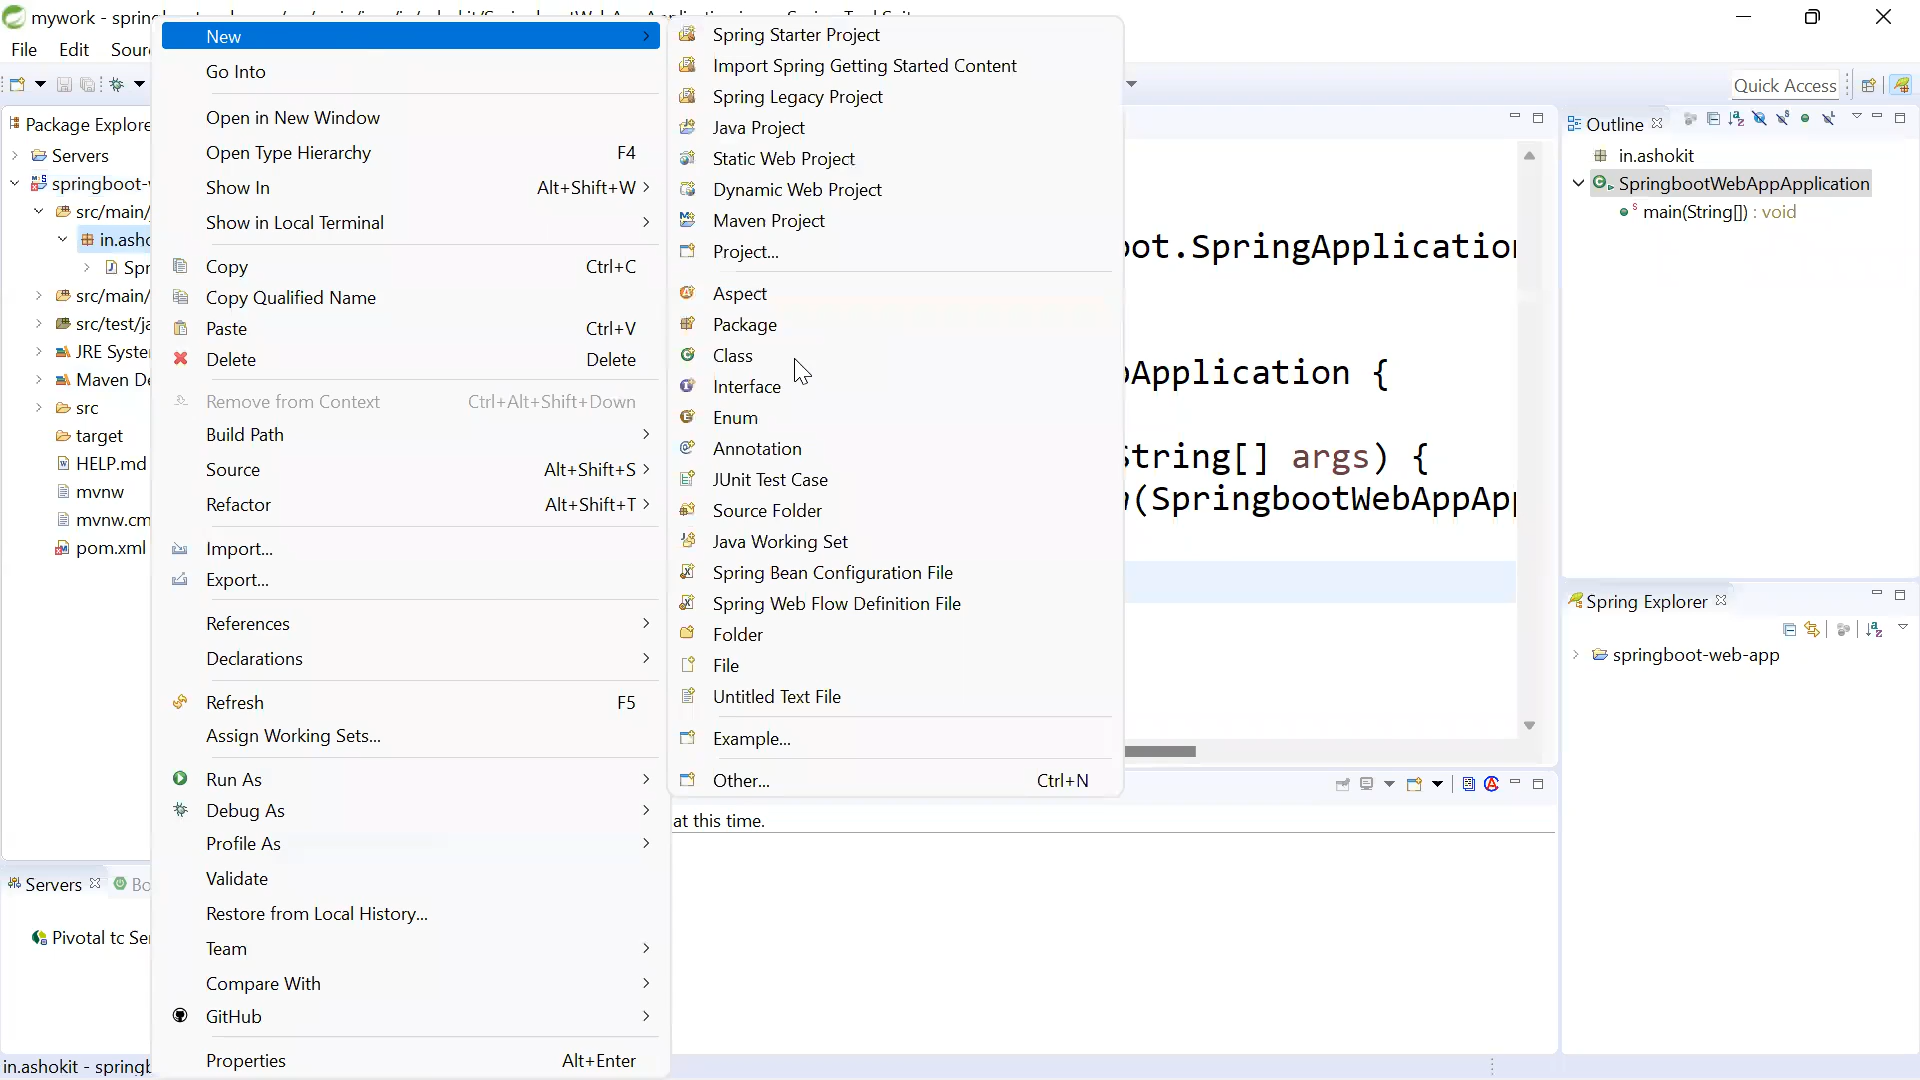 mywork - spring
File Edit Sour
Quick Access
Package Explore
Servers
springboot-
src/main/
in.asho
Spr
src/main/
src/test/ja
JRE Syste
Maven De
src
target
HELP.md
mvnw
mvnw.cm
pom.xml
Servers
Bo
Pivotal tc Ser
in.ashokit - springb
New
Go Into
Open in New Window
Open Type Hierarchy F4
Show In Alt+Shift+W
Show in Local Terminal
Copy Ctrl+C
Copy Qualified Name
Paste Ctrl+V
Delete Delete
Remove from Context Ctrl+Alt+Shift+Down
Build Path
Source Alt+Shift+S
Refactor Alt+Shift+T
Import...
Export...
References
Declarations
Refresh F5
Assign Working Sets...
Run As
Debug As
Profile As
Validate
Restore from Local History...
Team
Compare With
GitHub
Properties Alt+Enter
Spring Starter Project
Import Spring Getting Started Content
Spring Legacy Project
Java Project
Static Web Project
Dynamic Web Project
Maven Project
Project...
Aspect
Package
Class
Interface
Enum
Annotation
JUnit Test Case
Source Folder
Java Working Set
Spring Bean Configuration File
Spring Web Flow Definition File
Folder
File
Untitled Text File
Example...
Other... Ctrl+N
ot.SpringApplication
Application {
String[] args) {
(SpringbootWebAppApp
at this time.
Outline
in.ashokit
SpringbootWebAppApplication
main(String[]) : void
Spring Explorer
springboot-web-app